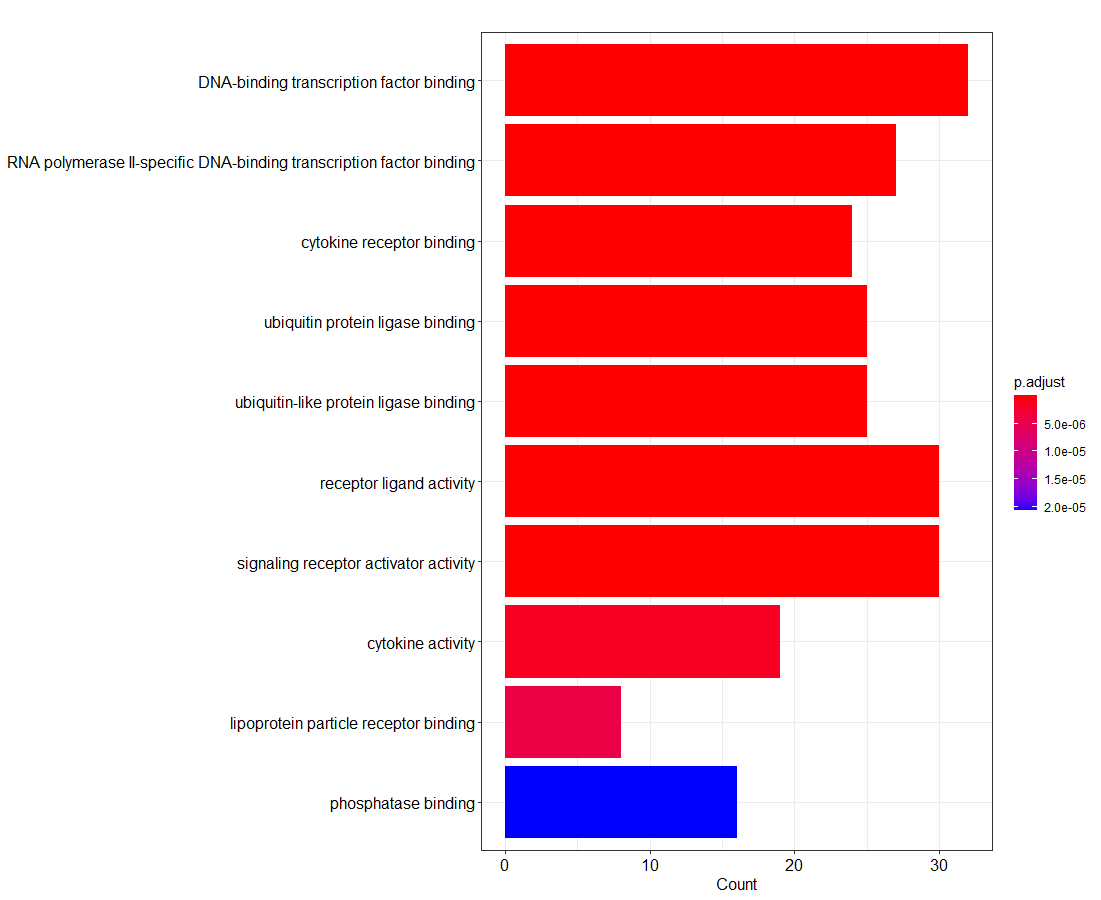 DNA-binding transcription factor binding
RNA polymerase II-specific DNA-binding transcription factor binding
cytokine receptor binding
ubiquitin protein ligase binding
ubiquitin-like protein ligase binding
receptor ligand activity
signaling receptor activator activity
cytokine activity
lipoprotein particle receptor binding
phosphatase binding
0 10 20 30
Count
p.adjust
5.0e-06
1.0e-05
1.5e-05
2.0e-05